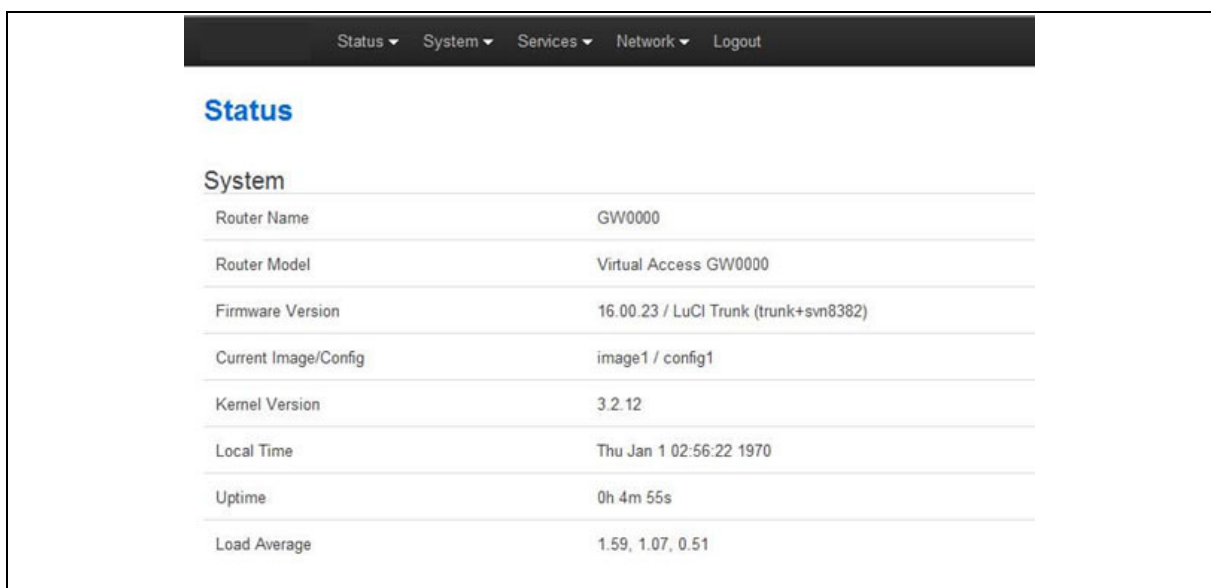 Status System Services Network Logout
Status
System
Router Name GW0000
Router Model Virtual Access GW0000
Firmware Version 16.00.23 / LuCI Trunk (trunk+svn8382)
Current Image/Config image1 / config1
Kernel Version 3.2.12
Local Time Thu Jan 1 02:56:22 1970
Uptime 0h 4m 55s
Load Average 1.59, 1.07, 0.51